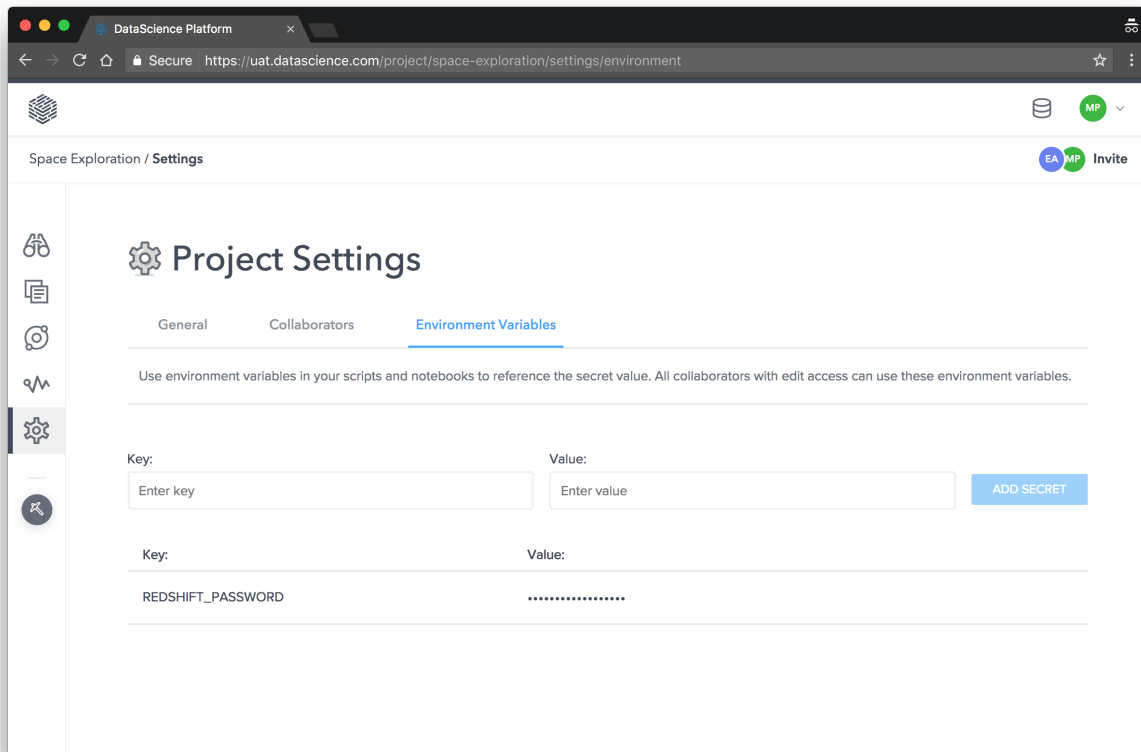 DataScience Platform
Secure https://uat.datascience.com/project/space-exploration/settings/environment
MP
Space Exploration / Settings
EA MP Invite
Project Settings
General Collaborators Environment Variables
Use environment variables in your scripts and notebooks to reference the secret value. All collaborators with edit access can use these environment variables.
Key: Value:
Enter key Enter value ADD SECRET
Key: Value:
REDSHIFT_PASSWORD •••••••••••••••••